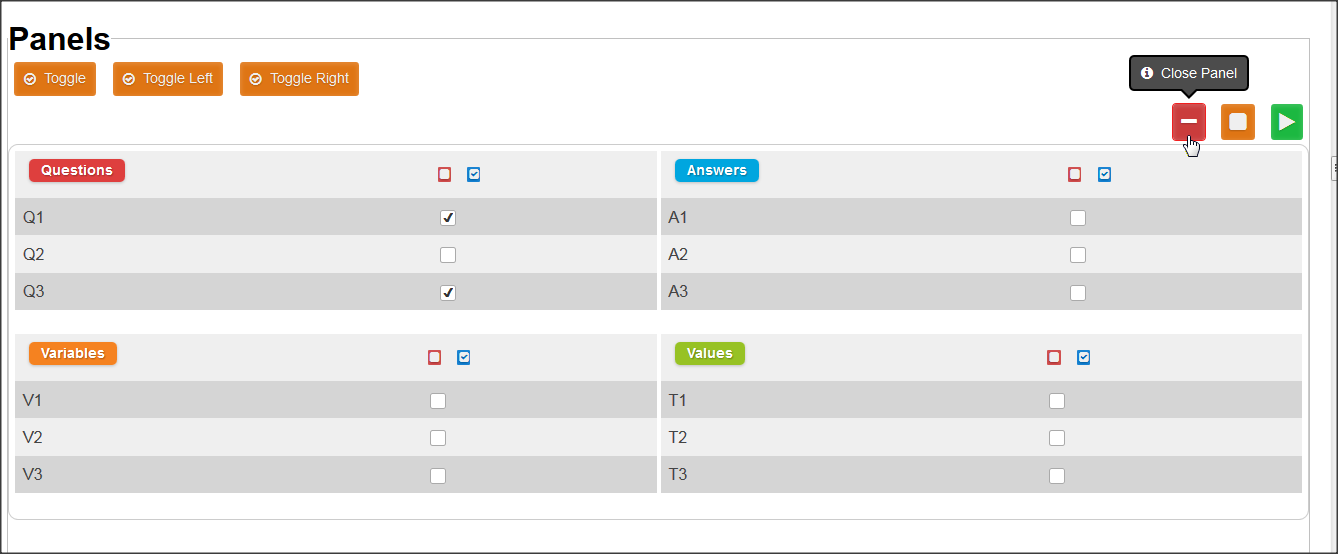 Panels
Toggle Toggle Left Toggle Right
Close Panel
Questions Answers
Q1 A1
Q2 A2
Q3 A3
Variables Values
V1 T1
V2 T2
V3 T3